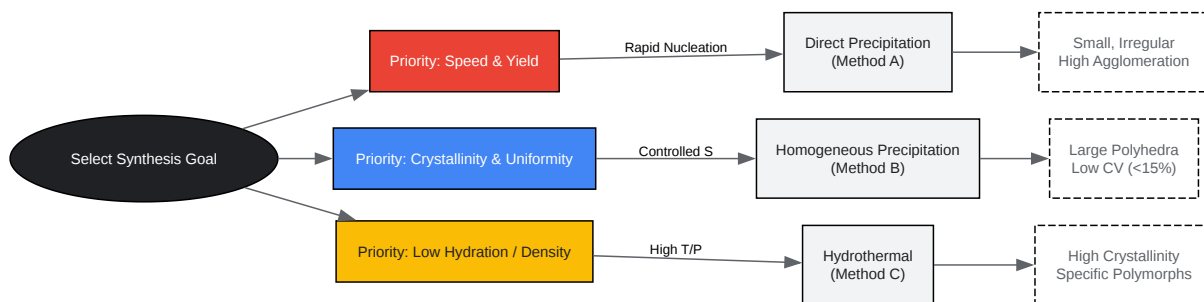 Select Synthesis Goal
Priority: Speed & Yield
Rapid Nucleation
Direct Precipitation
(Method A)
Small, Irregular
High Agglomeration
Priority: Crystallinity & Uniformity
Controlled S
Homogeneous Precipitation
(Method B)
Large Polyhedra
Low CV (<15%)
Priority: Low Hydration / Density
High T/P
Hydrothermal
(Method C)
High Crystallinity
Specific Polymorphs